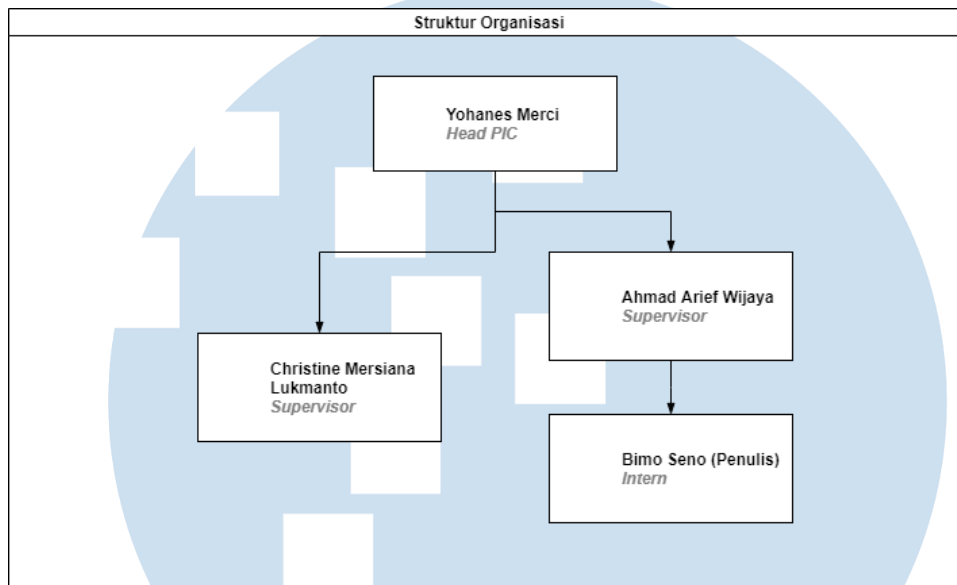 Struktur Organisasi
Yohanes Merci
Head PIC
Ahmad Arief Wijaya
Supervisor
Christine Mersiana
Lukmanto
Supervisor
Bimo Seno (Penulis)
Intern